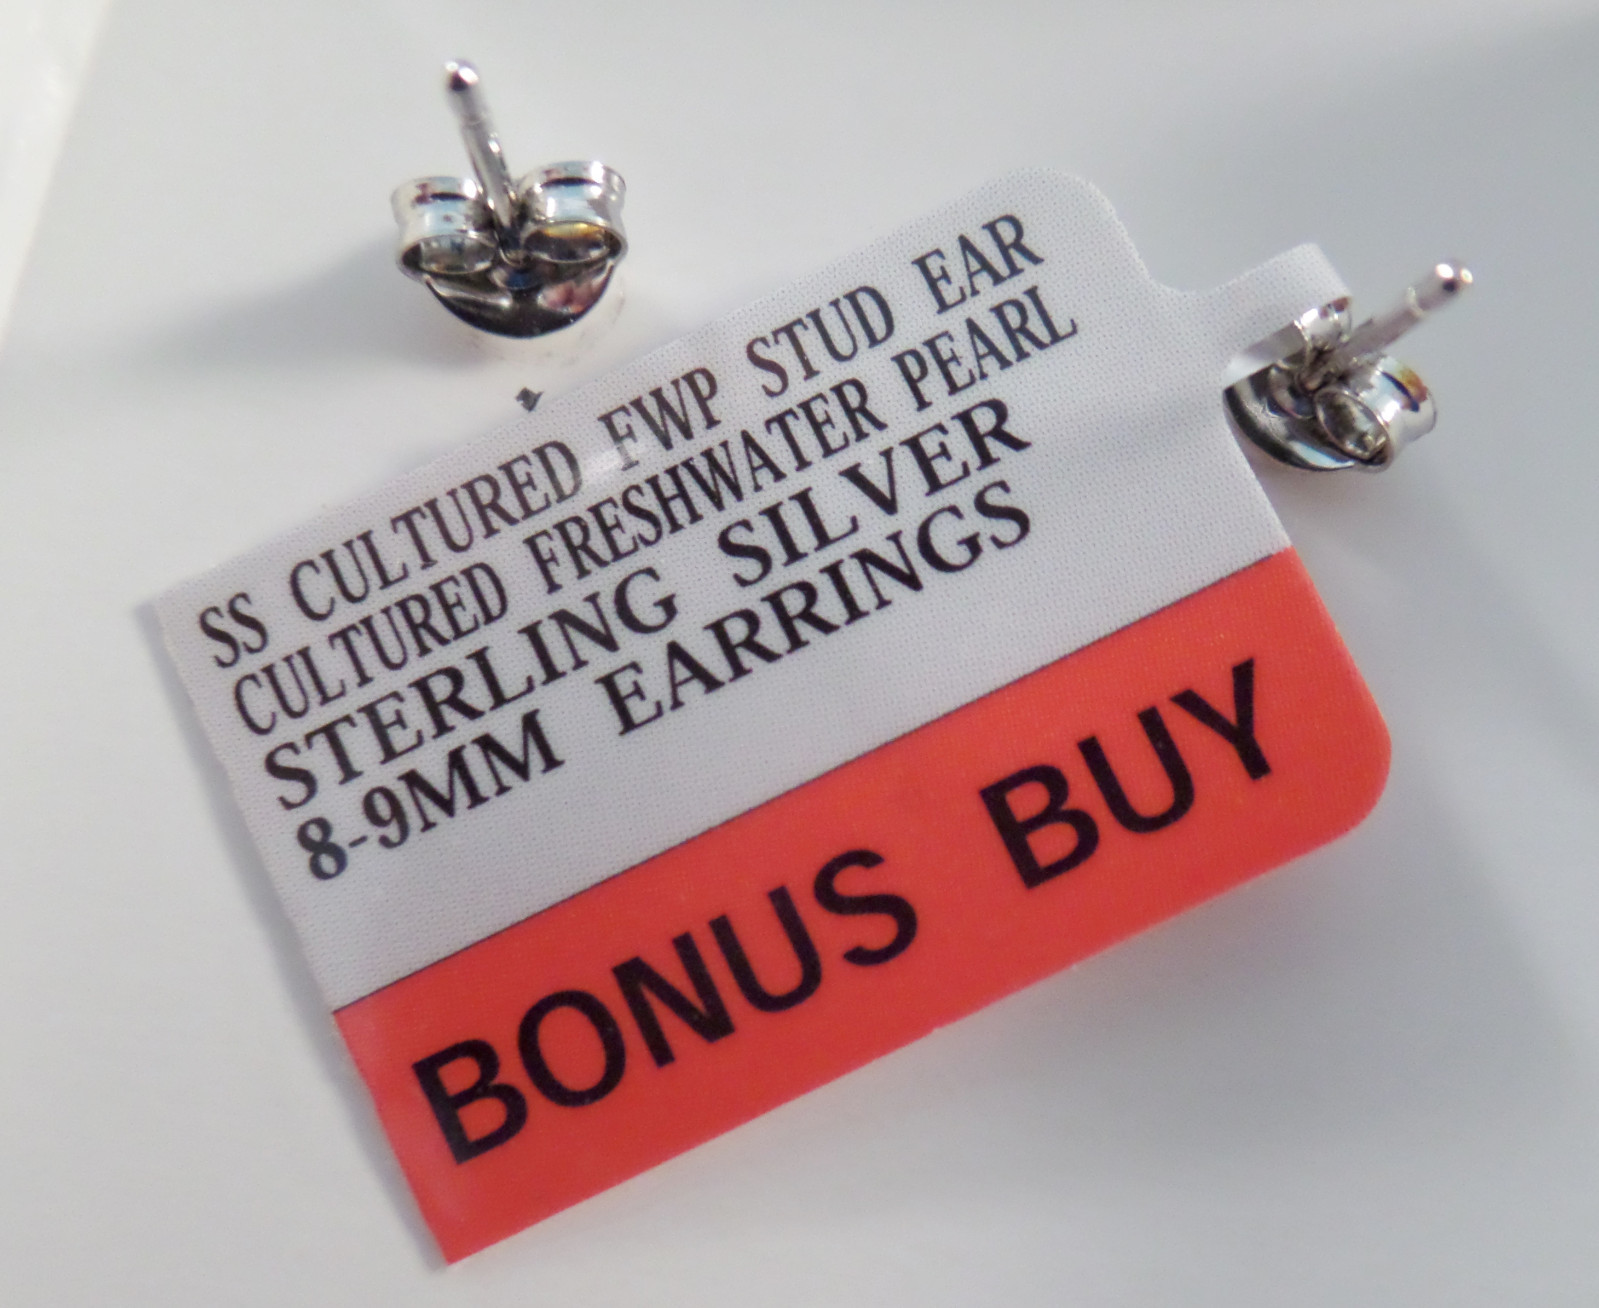 SS CULTURED FWP STUD EAR
CULTURED FRESHWATER PEARL
STERLING SILVER
8-9MM EARRINGS
BONUS BUY